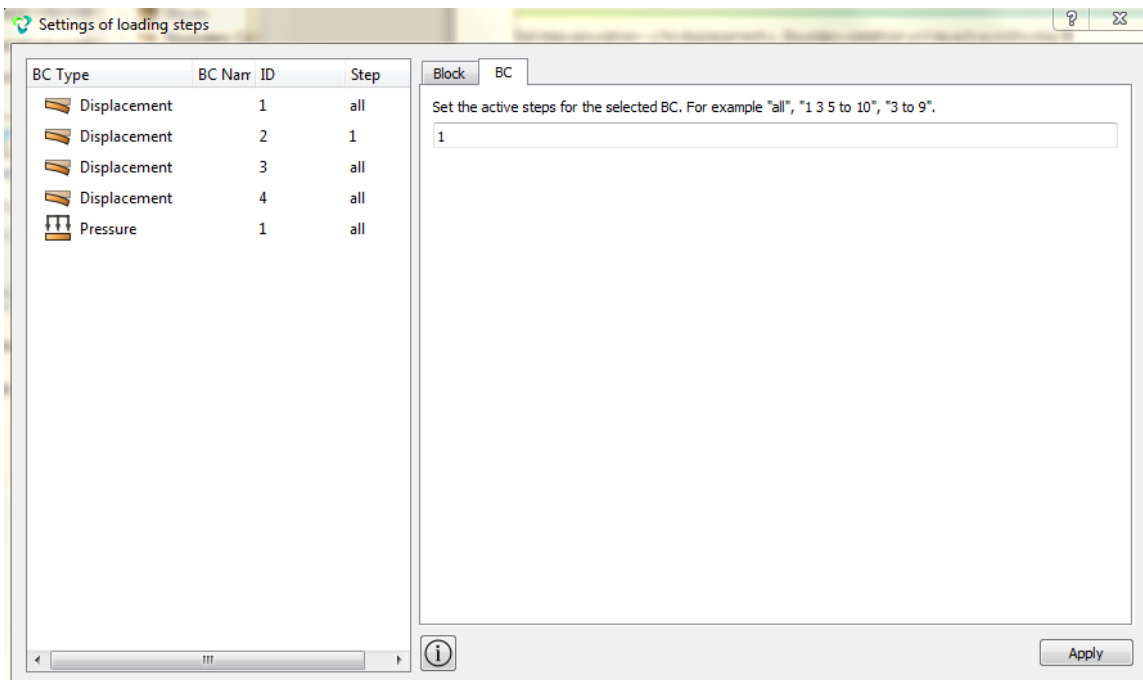 Settings of loading steps
BC Type BC Nam ID Step
Displacement 1 all
Displacement 2 1
Displacement 3 all
Displacement 4 all
Pressure 1 all
Block BC
Set the active steps for the selected BC. For example "all", "1 3 5 to 10", "3 to 9".
1
Apply